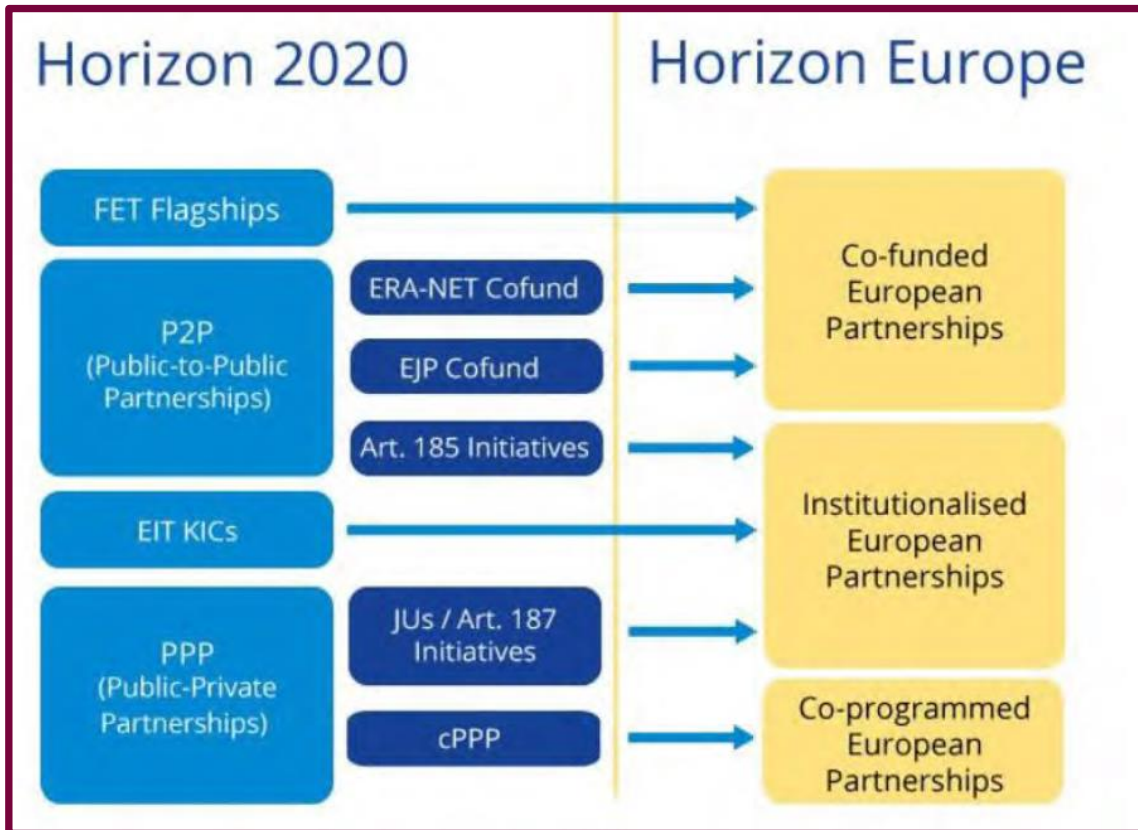 Horizon 2020
Horizon Europe
FET Flagships
P2P
(Public-to-Public
Partnerships)
ERA-NET Cofund
EJP Cofund
Art. 185 Initiatives
EIT KICs
PPP
(Public-Private
Partnerships)
JUs / Art. 187
Initiatives
cPPP
Co-funded
European
Partnerships
Institutionalised
European
Partnerships
Co-programmed
European
Partnerships